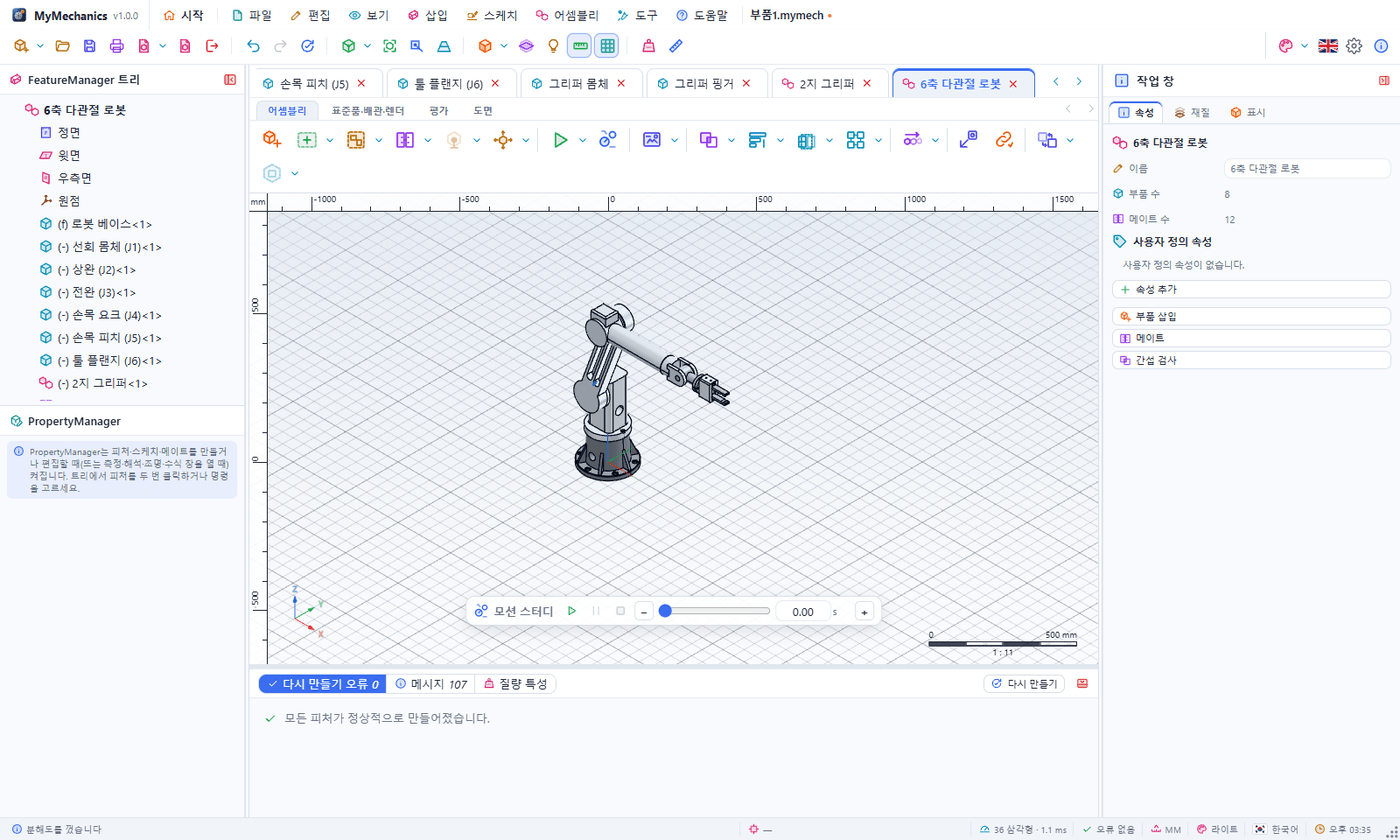 MyMechanics v1.0.0 시작 파일 편집 보기 삽입 스케치 어셈블리 도구 도움말 부품1.mymech
FeatureManager 트리
6축 다관절 로봇
정면
윗면
우측면
원점
(f) 로봇 베이스<1>
(-) 선회 몸체 (J1)<1>
(-) 상완 (J2)<1>
(-) 전완 (J3)<1>
(-) 손목 요크 (J4)<1>
(-) 손목 피치 (J5)<1>
(-) 툴 플랜지 (J6)<1>
(-) 2지 그리퍼<1>
PropertyManager
PropertyManager는 피처·스케치·메이트를 만들거
나 편집할 때(또는 측정·해석·조명·수식 창을 열 때)
켜집니다. 트리에서 피처를 두 번 클릭하거나 명령
을 고르세요.
손목 피치 (J5) 툴 플랜지 (J6) 그리퍼 몸체 그리퍼 핑거 2지 그리퍼 6축 다관절 로봇
어셈블리 표준품·배관·렌더 평가 도면
mm -1000 -500 0 500 1000 1500
500
0
500
Z
Y
X
모션 스터디 0.00 s
0 500 mm
1 : 11
다시 만들기 오류 0 메시지 107 질량 특성 다시 만들기
모든 피처가 정상적으로 만들어졌습니다.
작업 창
속성 재질 표시
6축 다관절 로봇
이름 6축 다관절 로봇
부품 수 8
메이트 수 12
사용자 정의 속성
사용자 정의 속성이 없습니다.
속성 추가
부품 삽입
메이트
간섭 검사
분해도를 껐습니다 — 36 삼각형 · 1.1 ms 오류 없음 MM 라이트 한국어 오후 03:35